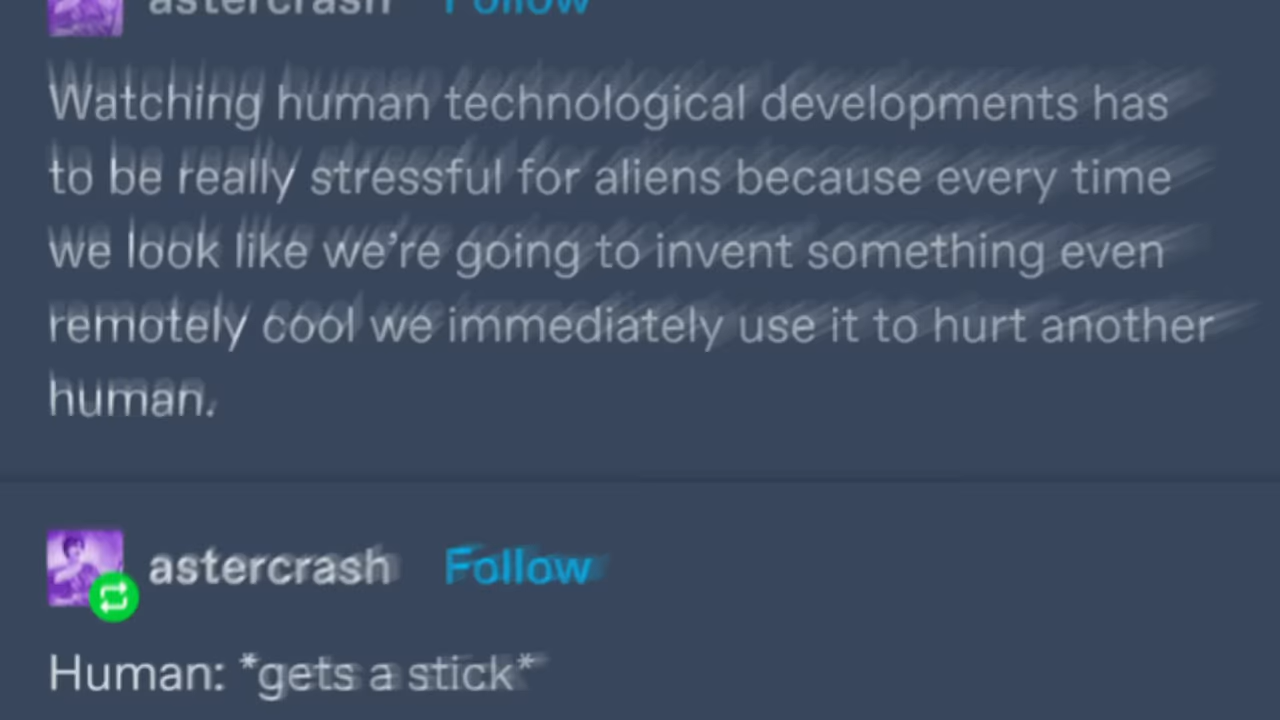 astercrash Follow
Watching human technological developments has
to be really stressful for aliens because every time
we look like we’re going to invent something even
remotely cool we immediately use it to hurt another
human.
astercrash Follow
Human: *gets a stick*